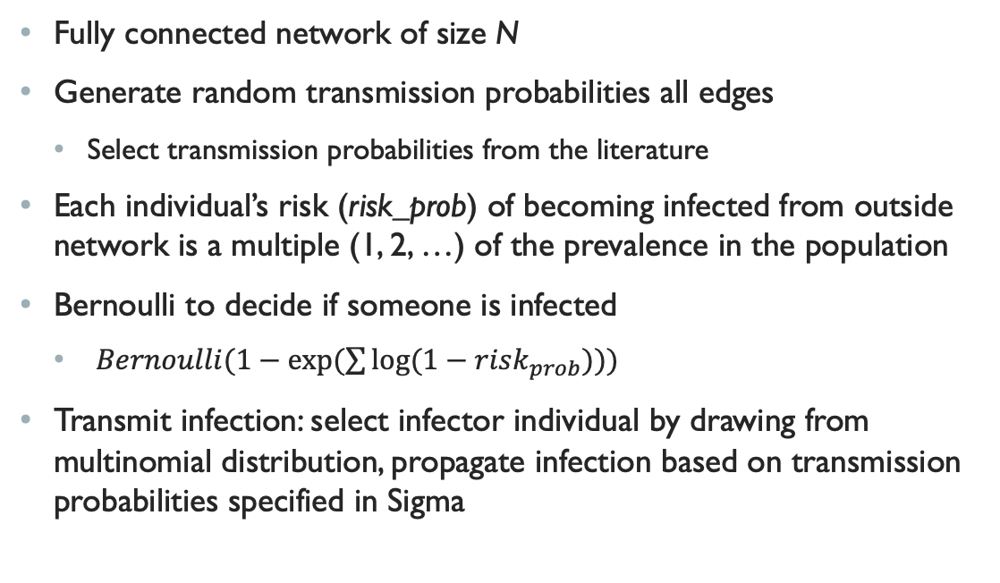 • Fully connected network of size N
• Generate random transmission probabilities all edges
• Select transmission probabilities from the literature
• Each individual’s risk (risk_prob) of becoming infected from outside
network is a multiple (1, 2, …) of the prevalence in the population
• Bernoulli to decide if someone is infected
• Bernoulli(1 − exp(∑ log(1 − risk_prob)))
• Transmit infection: select infector individual by drawing from
multinomial distribution, propagate infection based on transmission
probabilities specified in Sigma